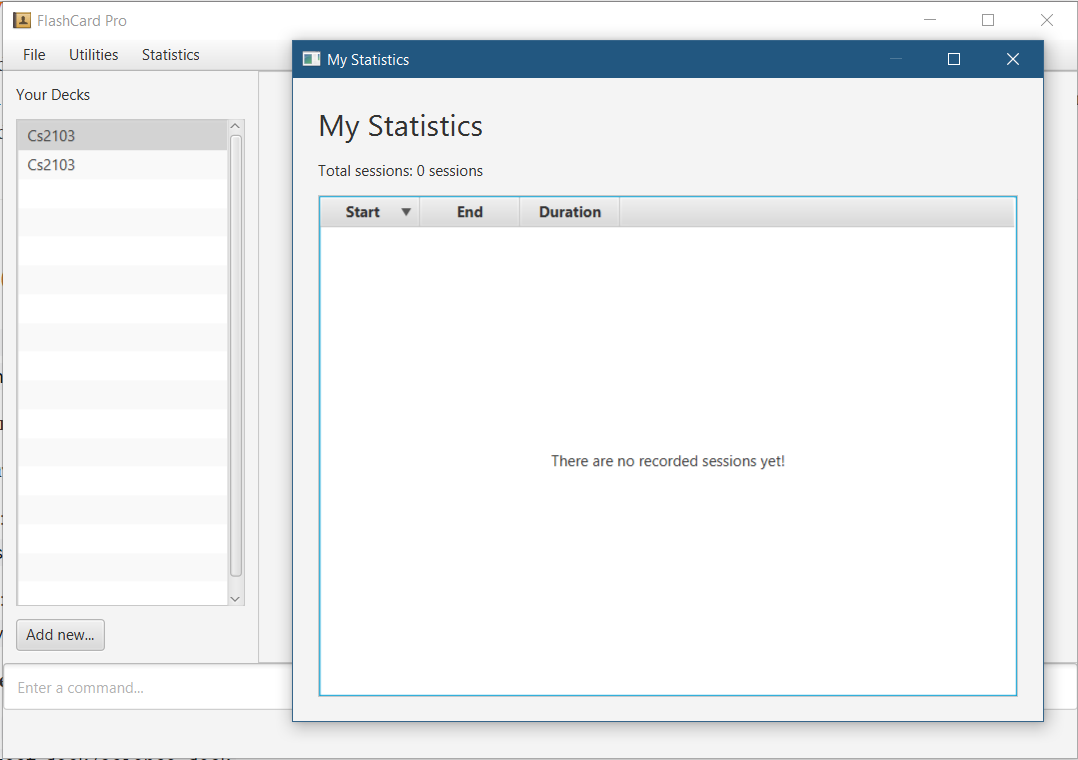 FlashCard Pro
File Utilities Statistics
Your Decks
Cs2103
Cs2103
Add new...
Enter a command...
My Statistics
My Statistics
Total sessions: 0 sessions
Start End Duration
There are no recorded sessions yet!